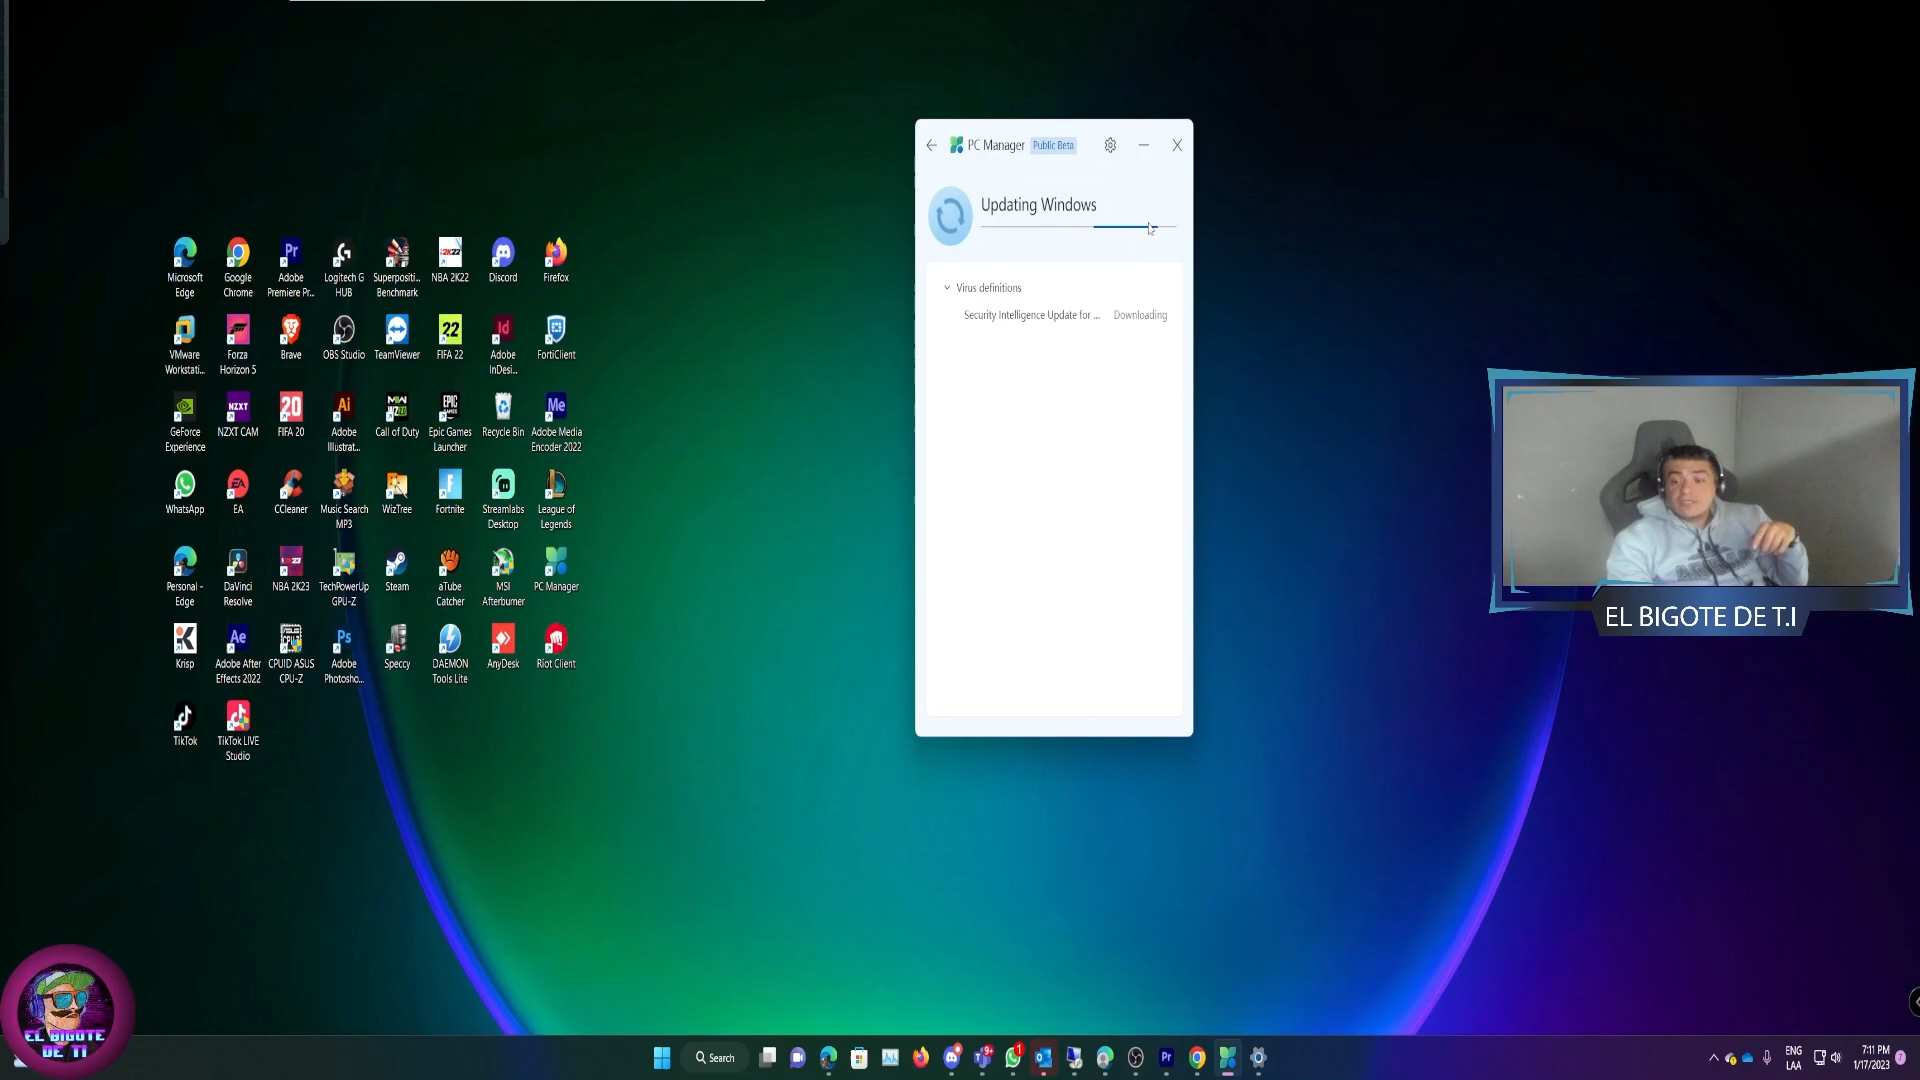 PC Manager Public Beta
Updating Windows
Virus definitions
Security Intelligence Update for ... Downloading
Microsoft Edge
Google Chrome
Adobe Premiere Pr...
Logitech G HUB
Superpositi... Benchmark
NBA 2K22
Discord
Firefox
VMware Workstati...
Forza Horizon 5
Brave
OBS Studio
TeamViewer
FIFA 22
Adobe InDesi...
FortiClient
GeForce Experience
NZXT CAM
FIFA 20
Adobe Illustrat...
Call of Duty
Epic Games Launcher
Recycle Bin
Adobe Media Encoder 2022
WhatsApp
EA
CCleaner
Music Search MP3
WizTree
Fortnite
Streamlabs Desktop
League of Legends
Personal - Edge
DaVinci Resolve
NBA 2K23
TechPowerUp GPU-Z
Steam
aTube Catcher
MSI Afterburner
PC Manager
Krisp
Adobe After Effects 2022
CPUID ASUS CPU-Z
Adobe Photosho...
Speccy
DAEMON Tools Lite
AnyDesk
Riot Client
TikTok
TikTok LIVE Studio
EL BIGOTE DE T.I
EL BIGOTE
DE TI
Search
ENG
LAA
7:11 PM
1/17/2023